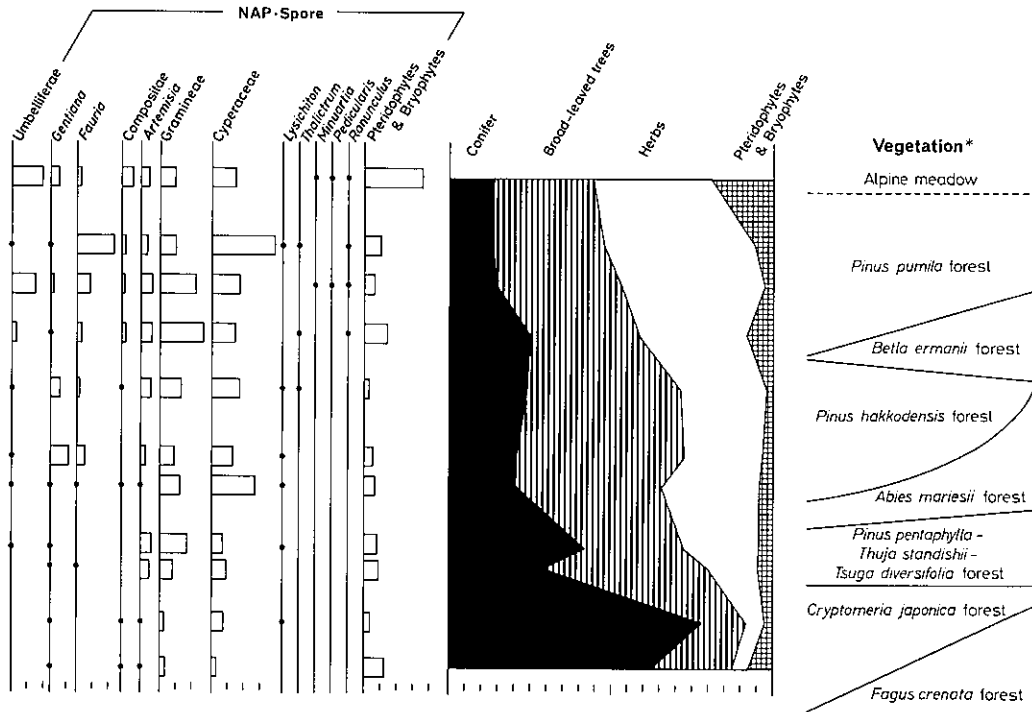 NAP·Spore
Umbelliferae
Gentiana
Fauria
Compositae
Artemisia
Gramineae
Cyperaceae
Lysichiton
Thalictrum
Minuartia
Pedicularis
Ranunculus
Pteridophytes
& Bryophytes
Conifer
Broad-leaved trees
Herbs
Pteridophytes
& Bryophytes
Vegetation*
Alpine meadow
Pinus pumila forest
Betla ermanii forest
Pinus hakkodensis forest
Abies mariesii forest
Pinus pentaphylla -
Thuja standishii -
Tsuga diversifolia forest
Cryptomeria japonica forest
Fagus crenata forest